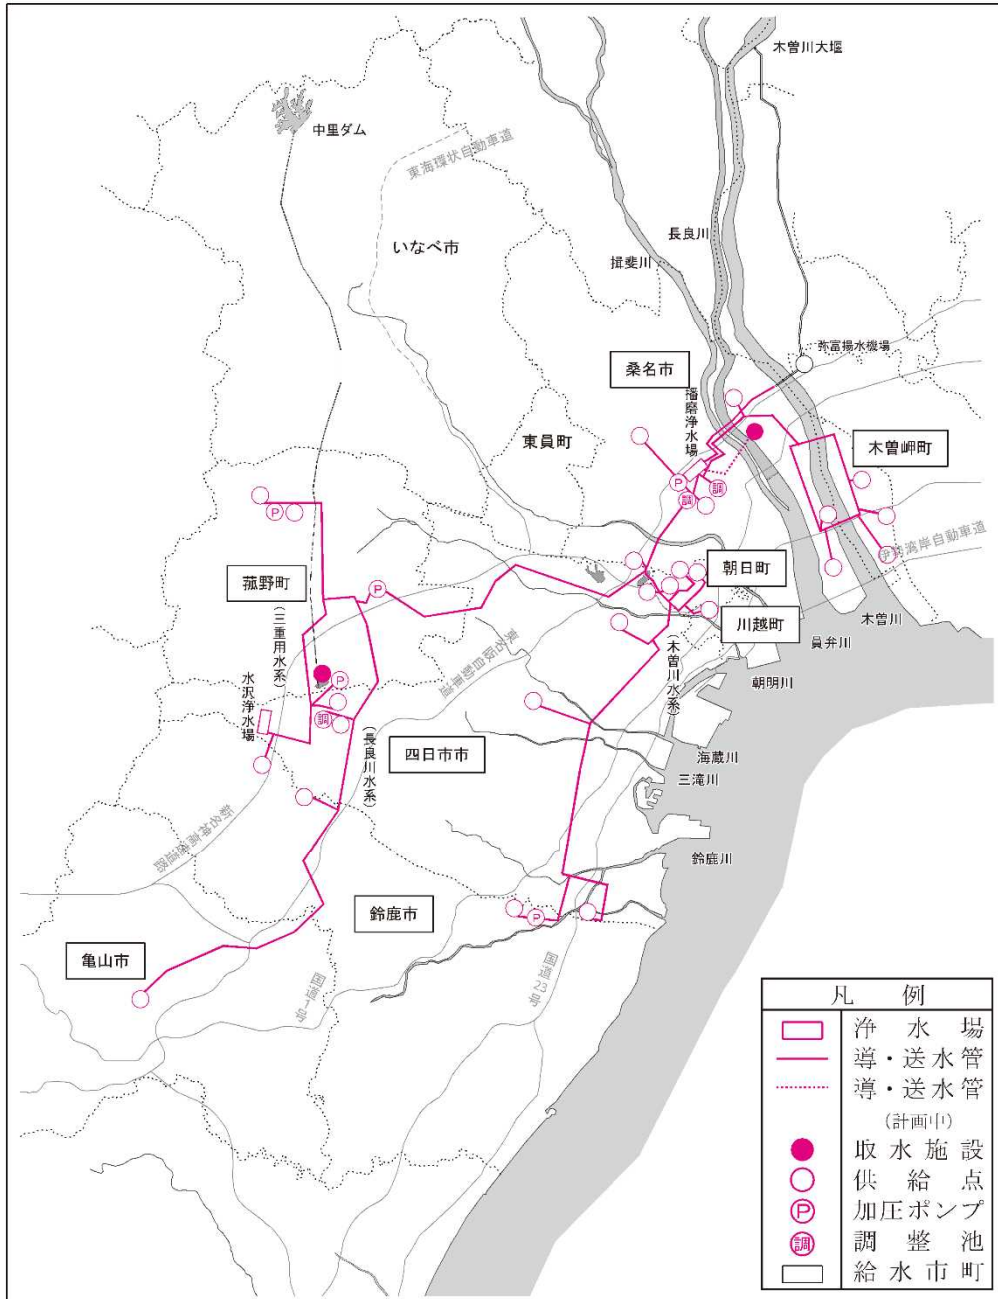 木曽川大堰
中里ダム
東海環状自動車道
いなべ市
長良川
揖斐川
弥富揚水機場
桑名市
播磨浄水場
東員町
木曽岬町
P
調
調
伊勢湾岸自動車道
P
菰野町
P
朝日町
川越町
木曽川
員弁川
朝明川
(三重用水系)
東名阪自動車道
(木曽川水系)
P
水沢浄水場
調
四日市市
(長良川水系)
海蔵川
三滝川
新名神高速道路
鈴鹿川
鈴鹿市
P
亀山市
国道1号
国道23号
凡例
浄水場
導・送水管
導・送水管
(計画中)
取水施設
供給点
P 加圧ポンプ
調 調整池
給水市町